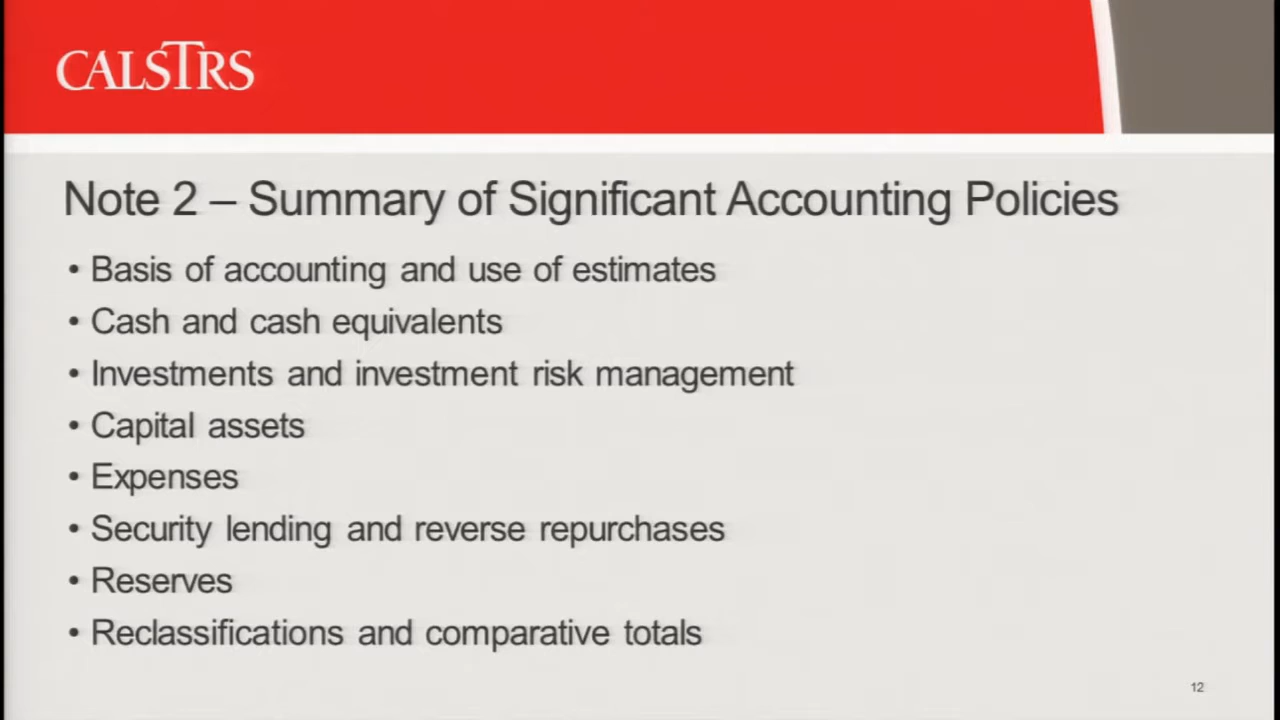 CALSTRS
Note 2 – Summary of Significant Accounting Policies
• Basis of accounting and use of estimates
• Cash and cash equivalents
• Investments and investment risk management
• Capital assets
• Expenses
• Security lending and reverse repurchases
• Reserves
• Reclassifications and comparative totals
12